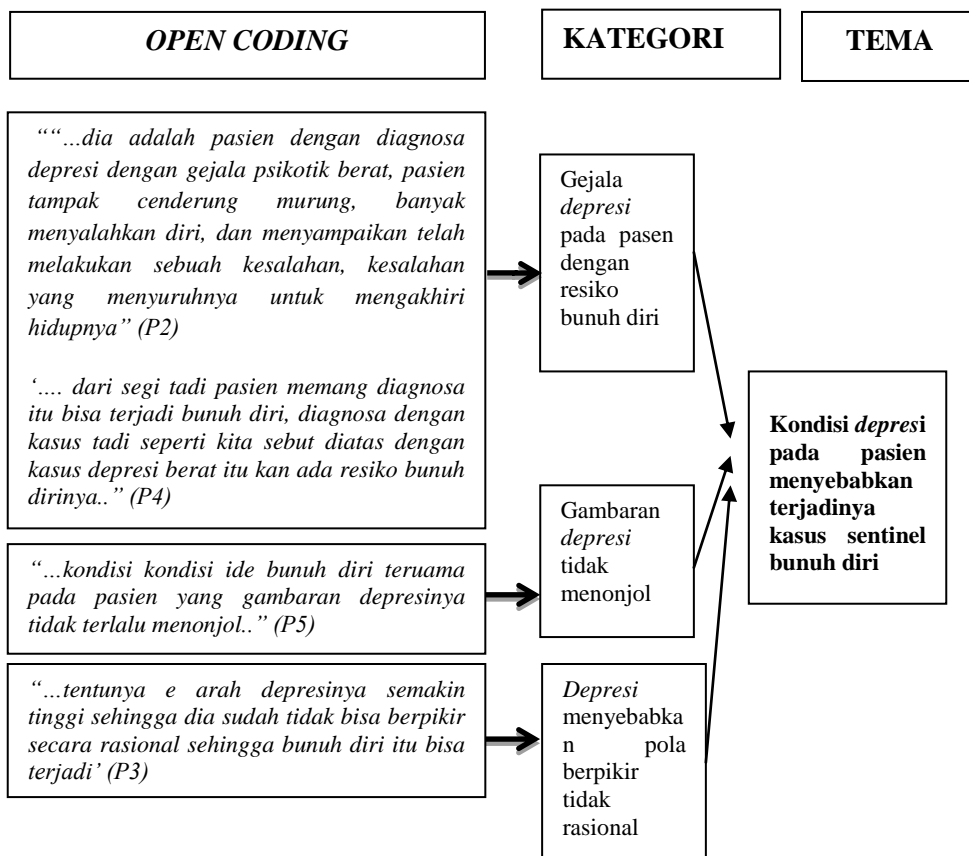 OPEN CODING
KATEGORI
TEMA
““…dia adalah pasien dengan diagnosa
depresi dengan gejala psikotik berat, pasien
tampak cenderung murung, banyak
menyalahkan diri, dan menyampaikan telah
melakukan sebuah kesalahan, kesalahan
yang menyuruhnya untuk mengakhiri
hidupnya” (P2)
‘…. dari segi tadi pasien memang diagnosa
itu bisa terjadi bunuh diri, diagnosa dengan
kasus tadi seperti kita sebut diatas dengan
kasus depresi berat itu kan ada resiko bunuh
dirinya..” (P4)
“…kondisi kondisi ide bunuh diri teruama
pada pasien yang gambaran depresinya
tidak terlalu menonjol..” (P5)
“…tentunya e arah depresinya semakin
tinggi sehingga dia sudah tidak bisa berpikir
secara rasional sehingga bunuh diri itu bisa
terjadi’ (P3)
Gejala
depresi
pada pasen
dengan
resiko
bunuh diri
Gambaran
depresi
tidak
menonjol
Depresi
menyebabka
n pola
berpikir
tidak
rasional
Kondisi depresi
pada pasien
menyebabkan
terjadinya
kasus sentinel
bunuh diri